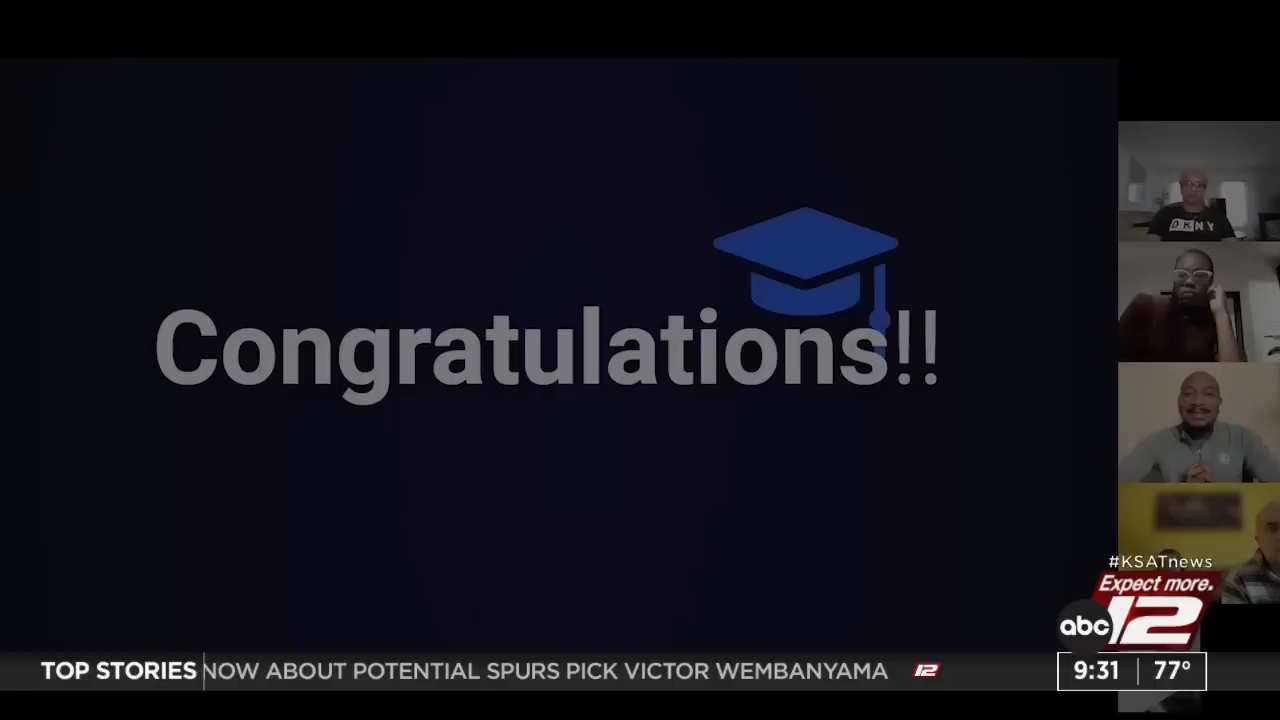 Congratulations!!
DKNY
#KSATnews
Expect more.
abc 12
TOP STORIES NOW ABOUT POTENTIAL SPURS PICK VICTOR WEMBANYAMA 12
9:31 77°